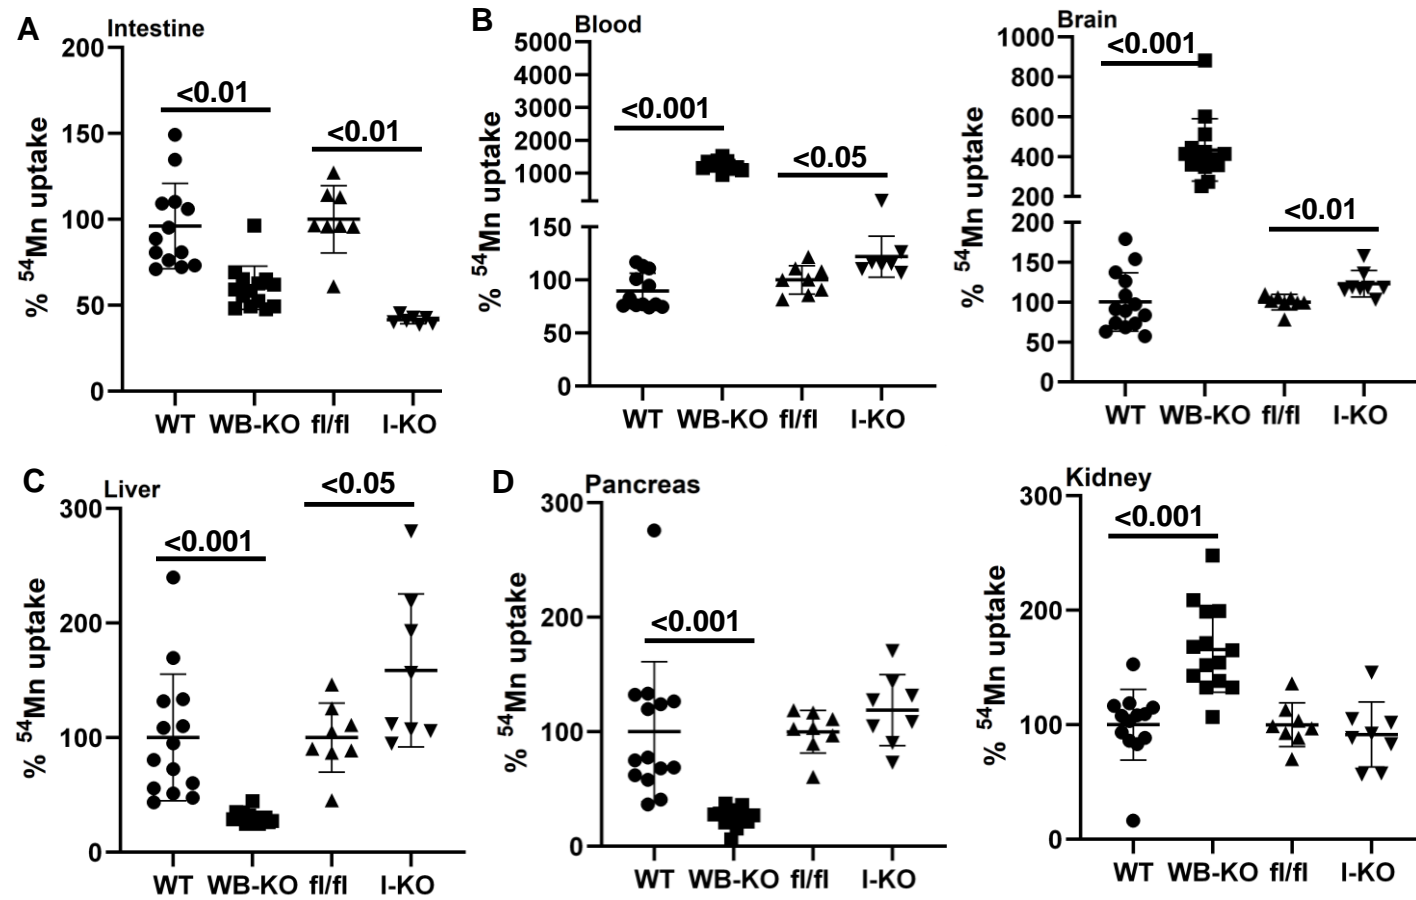 A
Intestine
% 54Mn uptake
200
150
100
50
0
<0.01
<0.01
WT WB-KO fl/fl I-KO
B
Blood
% 54Mn uptake
5000
4000
3000
2000
1000
150
100
50
0
<0.001
<0.05
WT WB-KO fl/fl I-KO
Brain
% 54Mn uptake
1000
800
600
400
200
200
150
100
50
0
<0.001
<0.01
WT WB-KO fl/fl I-KO
C
Liver
% 54Mn uptake
300
200
100
0
<0.001
<0.05
WT WB-KO fl/fl I-KO
D
Pancreas
% 54Mn uptake
300
200
100
0
<0.001
WT WB-KO fl/fl I-KO
Kidney
% 54Mn uptake
300
200
100
0
<0.001
WT WB-KO fl/fl I-KO